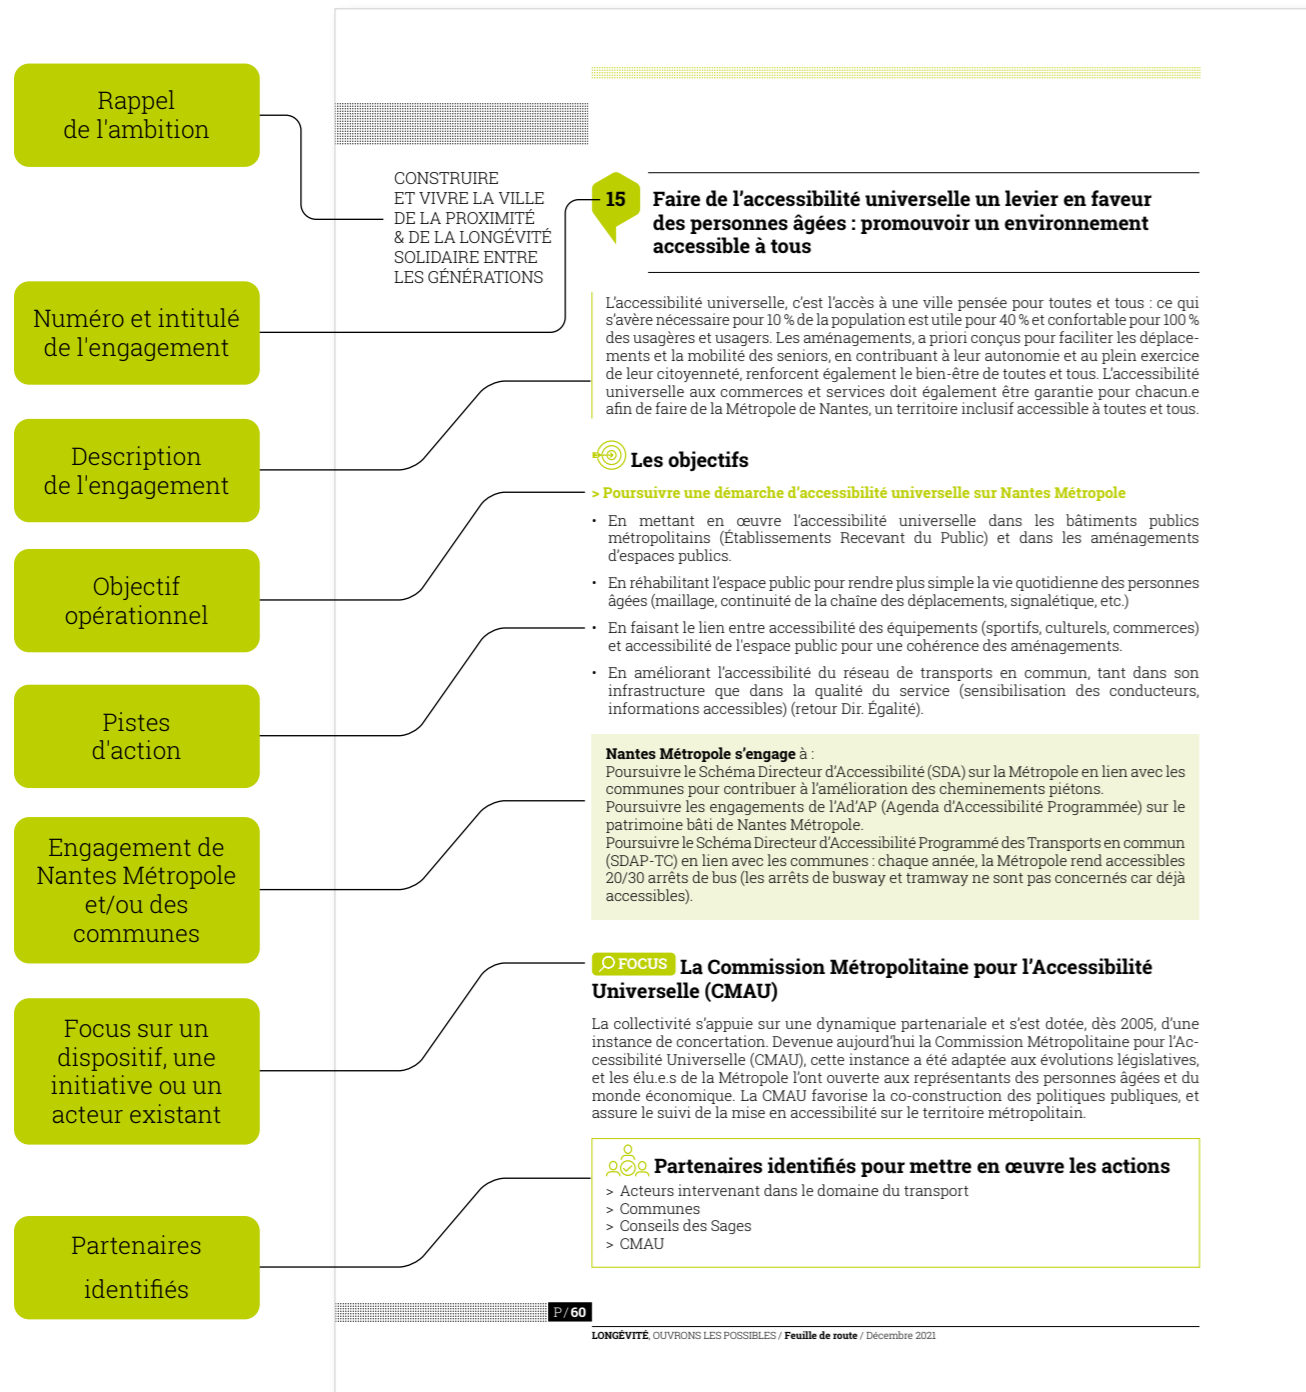 Rappel
de l'ambition
Numéro et intitulé
de l'engagement
Description
de l'engagement
Objectif
opérationnel
Pistes
d'action
Engagement de
Nantes Métropole
et/ou des
communes
Focus sur un
dispositif, une
initiative ou un
acteur existant
Partenaires
identifiés
CONSTRUIRE
ET VIVRE LA VILLE
DE LA PROXIMITÉ
& DE LA LONGÉVITÉ
SOLIDAIRE ENTRE
LES GÉNÉRATIONS
15
Faire de l'accessibilité universelle un levier en faveur
des personnes âgées : promouvoir un environnement
accessible à tous
L'accessibilité universelle, c'est l'accès à une ville pensée pour toutes et tous : ce qui
s'avère nécessaire pour 10 % de la population est utile pour 40 % et confortable pour 100 %
des usagères et usagers. Les aménagements, a priori conçus pour faciliter les déplace-
ments et la mobilité des seniors, en contribuant à leur autonomie et au plein exercice
de leur citoyenneté, renforcent également le bien-être de toutes et tous. L'accessibilité
universelle aux commerces et services doit également être garantie pour chacun.e
afin de faire de la Métropole de Nantes, un territoire inclusif accessible à toutes et tous.
Les objectifs
> Poursuivre une démarche d'accessibilité universelle sur Nantes Métropole
• En mettant en œuvre l'accessibilité universelle dans les bâtiments publics
métropolitains (Établissements Recevant du Public) et dans les aménagements
d'espaces publics.
• En réhabilitant l'espace public pour rendre plus simple la vie quotidienne des personnes
âgées (maillage, continuité de la chaîne des déplacements, signalétique, etc.)
• En faisant le lien entre accessibilité des équipements (sportifs, culturels, commerces)
et accessibilité de l'espace public pour une cohérence des aménagements.
• En améliorant l'accessibilité du réseau de transports en commun, tant dans son
infrastructure que dans la qualité du service (sensibilisation des conducteurs,
informations accessibles) (retour Dir. Égalité).
Nantes Métropole s'engage à :
Poursuivre le Schéma Directeur d'Accessibilité (SDA) sur la Métropole en lien avec les
communes pour contribuer à l'amélioration des cheminements piétons.
Poursuivre les engagements de l'Ad'AP (Agenda d'Accessibilité Programmée) sur le
patrimoine bâti de Nantes Métropole.
Poursuivre le Schéma Directeur d'Accessibilité Programmé des Transports en commun
(SDAP-TC) en lien avec les communes : chaque année, la Métropole rend accessibles
20/30 arrêts de bus (les arrêts de busway et tramway ne sont pas concernés car déjà
accessibles).
FOCUS La Commission Métropolitaine pour l'Accessibilité
Universelle (CMAU)
La collectivité s'appuie sur une dynamique partenariale et s'est dotée, dès 2005, d'une
instance de concertation. Devenue aujourd'hui la Commission Métropolitaine pour l'Ac-
cessibilité Universelle (CMAU), cette instance a été adaptée aux évolutions législatives,
et les élu.e.s de la Métropole l'ont ouverte aux représentants des personnes âgées et du
monde économique. La CMAU favorise la co-construction des politiques publiques, et
assure le suivi de la mise en accessibilité sur le territoire métropolitain.
Partenaires identifiés pour mettre en œuvre les actions
> Acteurs intervenant dans le domaine du transport
> Communes
> Conseils des Sages
> CMAU
P/60
LONGÉVITÉ, OUVRONS LES POSSIBLES / Feuille de route / Décembre 2021